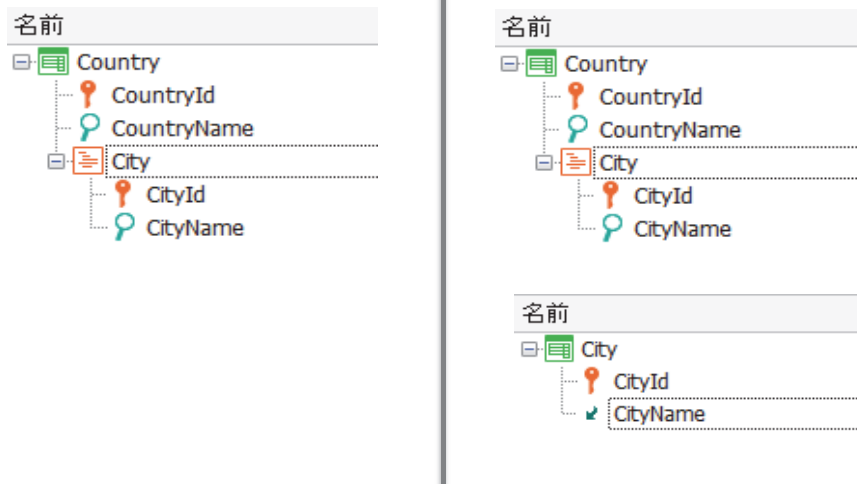 名前
Country
CountryId
CountryName
City
CityId
CityName
名前
Country
CountryId
CountryName
City
CityId
CityName
名前
City
CityId
CityName